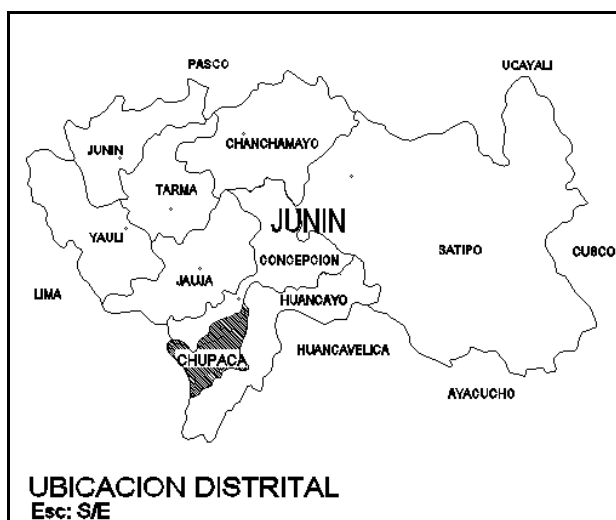 PASCO
UCAYALI
JUNIN
CHANCHAMAYO
TARMA
JUNIN
YAULI
CONCEPCION
SATIPO
CUSCO
LIMA
JAUJA
HUANCAYO
CHUPACA
HUANCAVELICA
AYACUCHO
UBICACION DISTRITAL
Esc: S/E